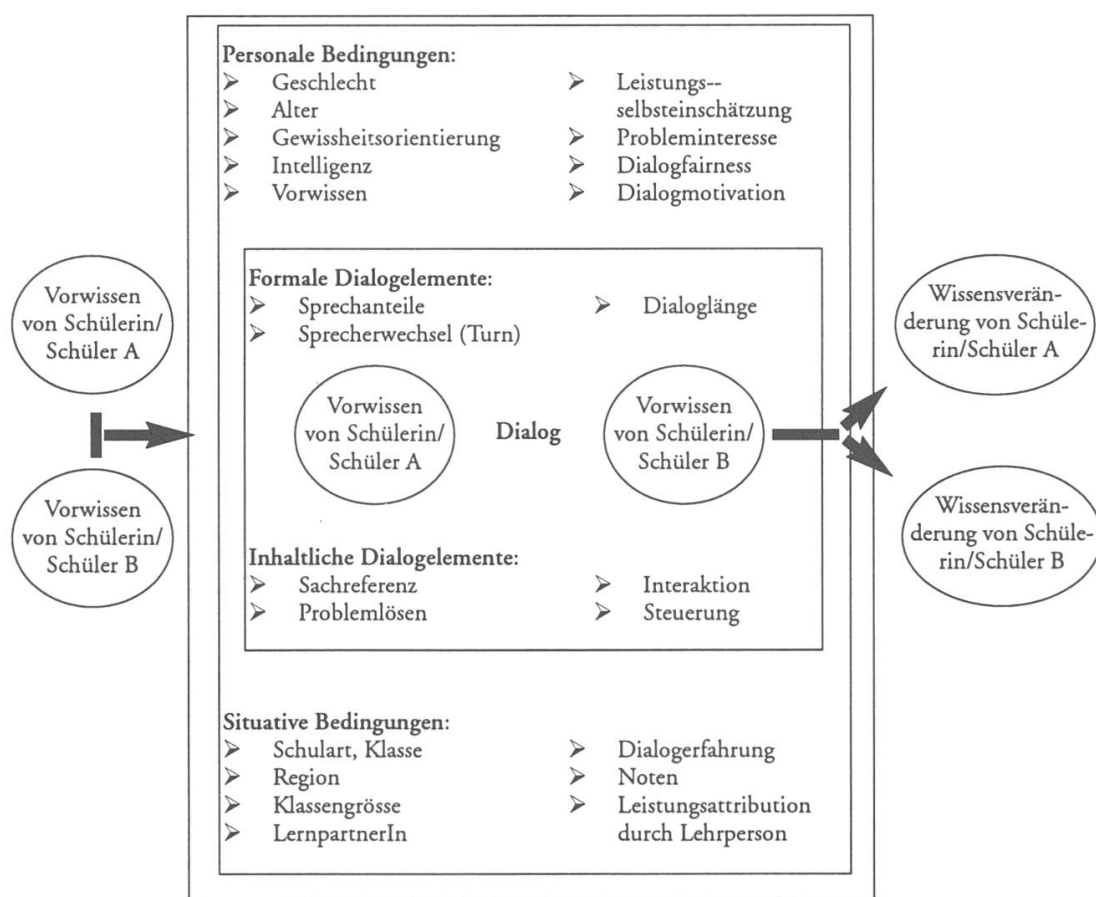 Personale Bedingungen:
➢ Geschlecht
➢ Alter
➢ Gewissheitsorientierung
➢ Intelligenz
➢ Vorwissen
➢ Leistungs--
selbsteinschätzung
➢ Probleminteresse
➢ Dialogfairness
➢ Dialogmotivation
Vorwissen
von Schülerin/
Schüler A
Vorwissen
von Schülerin/
Schüler B
Formale Dialogelemente:
➢ Sprechanteile
➢ Sprecherwechsel (Turn)
➢ Dialoglänge
Vorwissen
von Schülerin/
Schüler A
Dialog
Vorwissen
von Schülerin/
Schüler B
Inhaltliche Dialogelemente:
➢ Sachreferenz
➢ Problemlösen
➢ Interaktion
➢ Steuerung
Wissensverän-
derung von Schüle-
rin/Schüler A
Wissensverän-
derung von Schüle-
rin/Schüler B
Situative Bedingungen:
➢ Schulart, Klasse
➢ Region
➢ Klassengrösse
➢ LernpartnerIn
➢ Dialogerfahrung
➢ Noten
➢ Leistungsattribution
durch Lehrperson